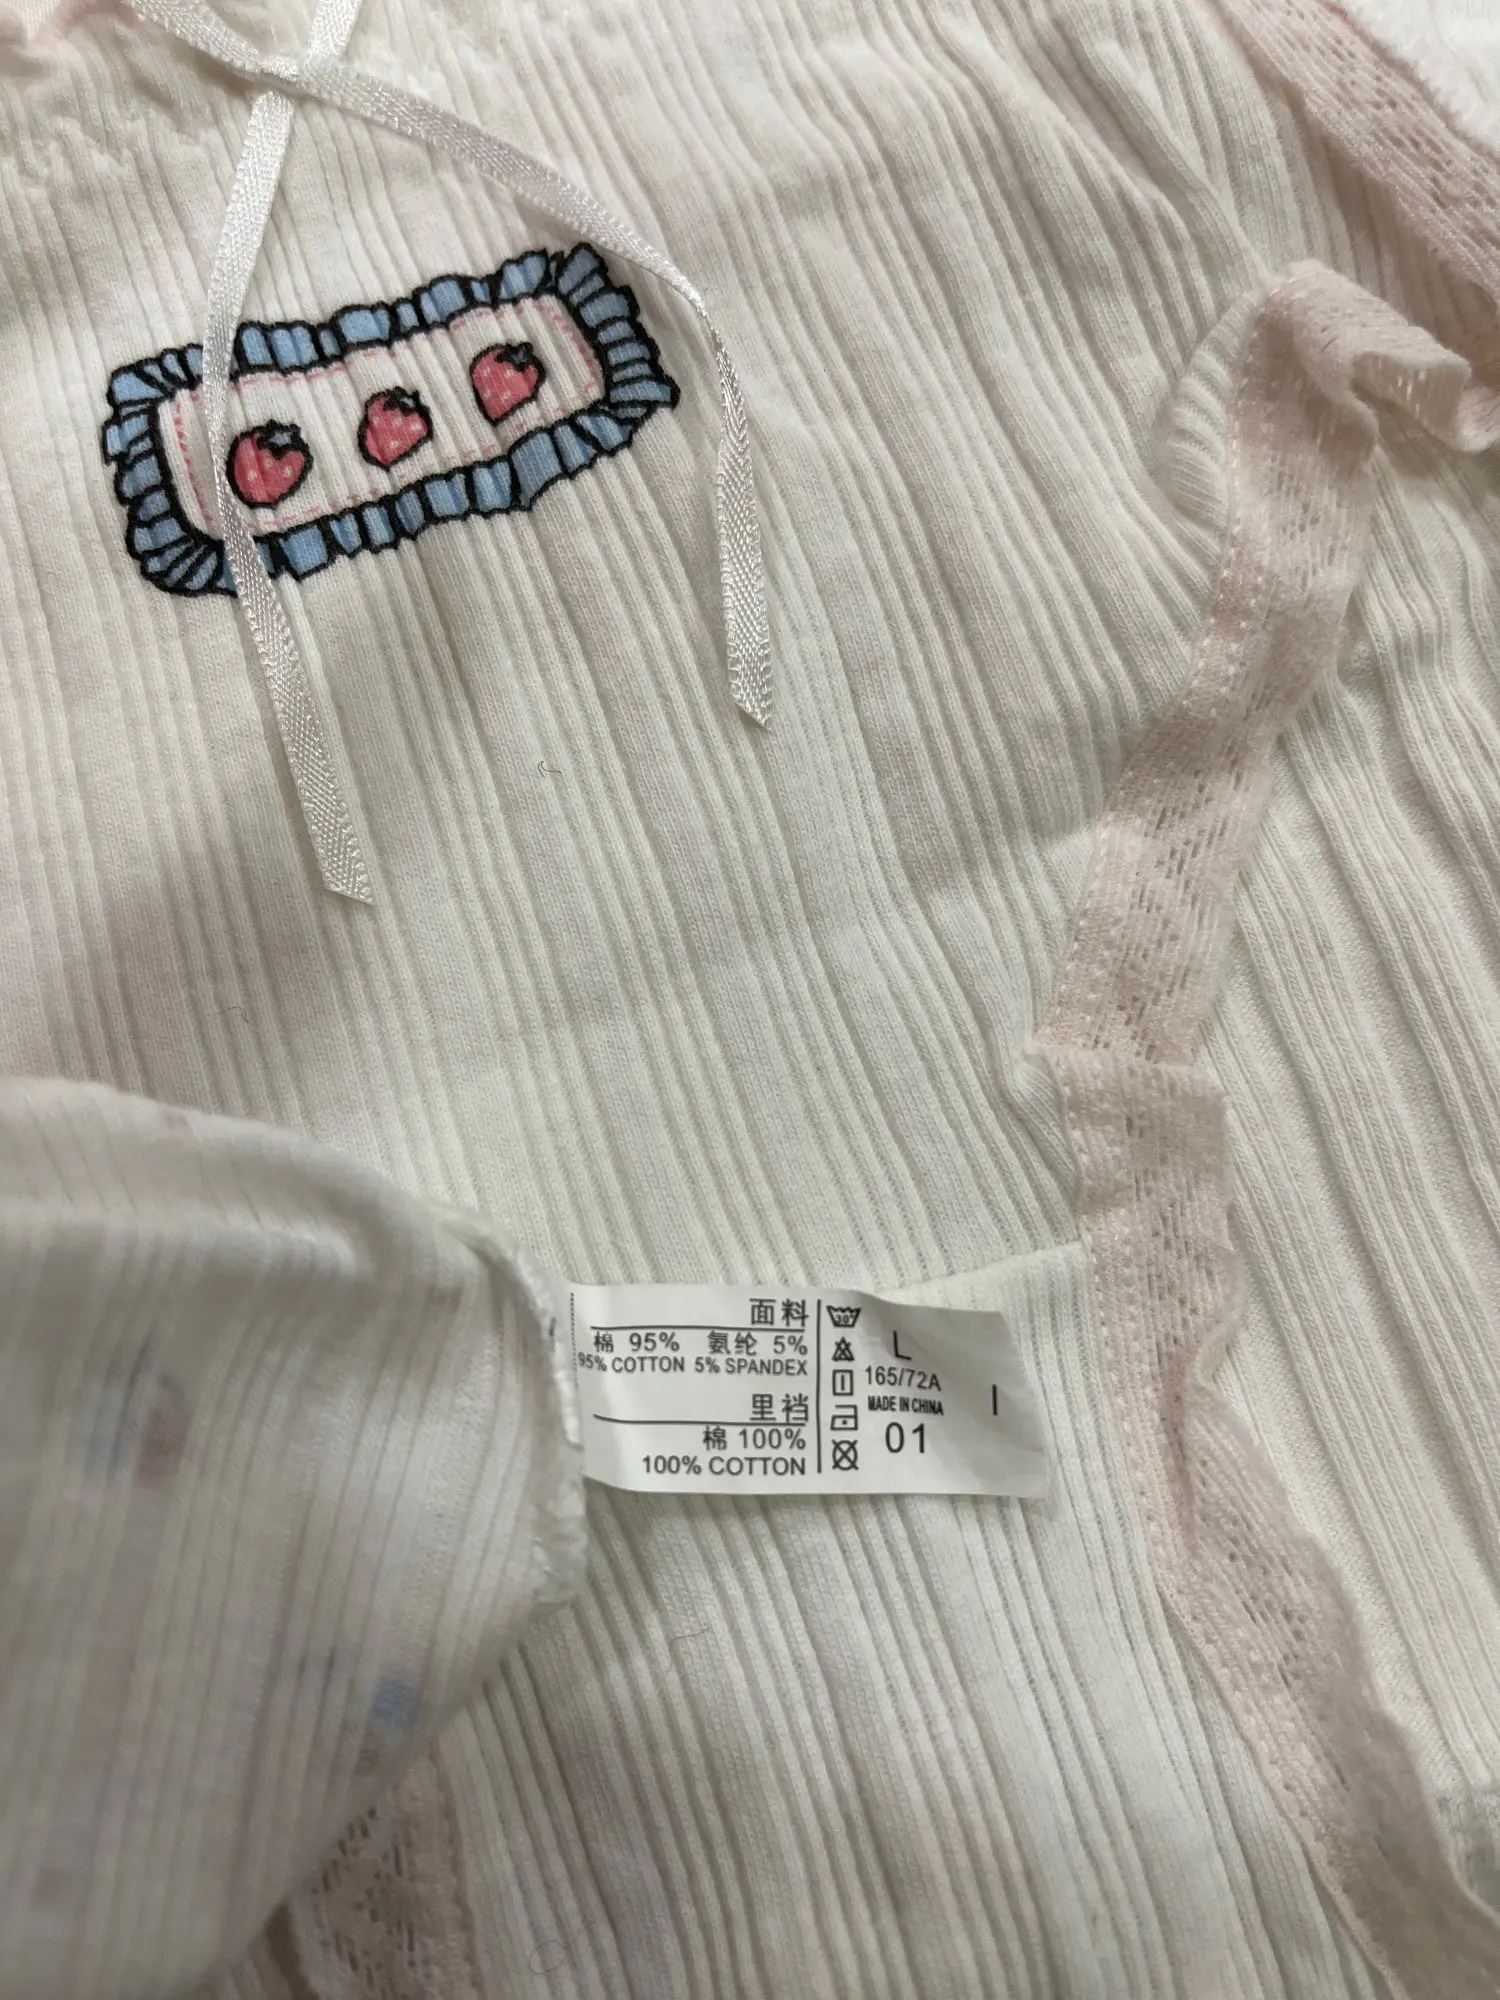 面料
棉 95% 氨纶 5%
95% COTTON 5% SPANDEX
里裆
棉 100%
100% COTTON
30°
L
165/72A
MADE IN CHINA
01